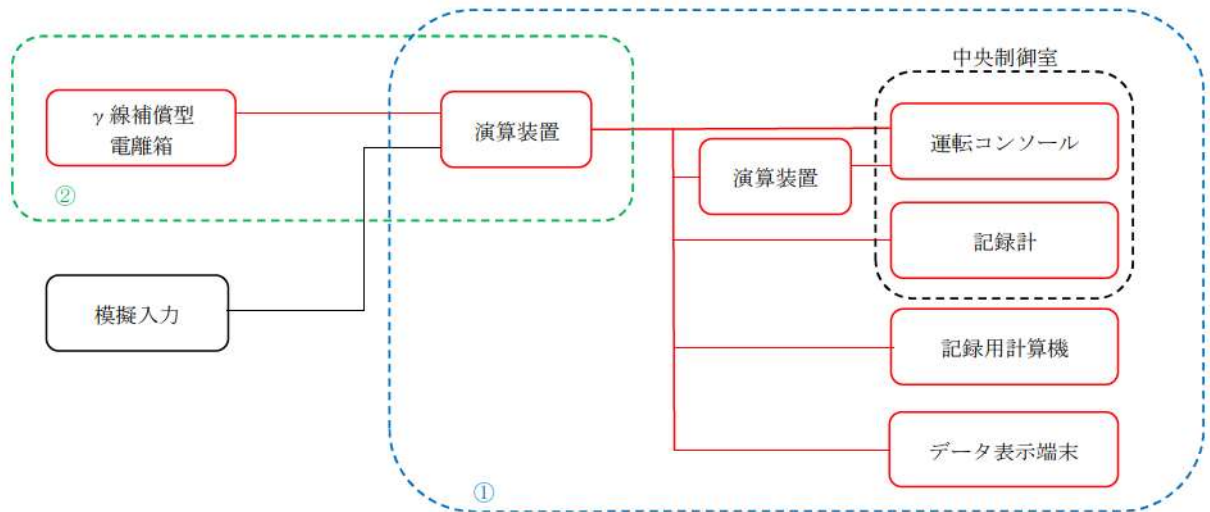 中央制御室
γ線補償型
電離箱
演算装置
運転コンソール
演算装置
②
記録計
模擬入力
記録用計算機
データ表示端末
①